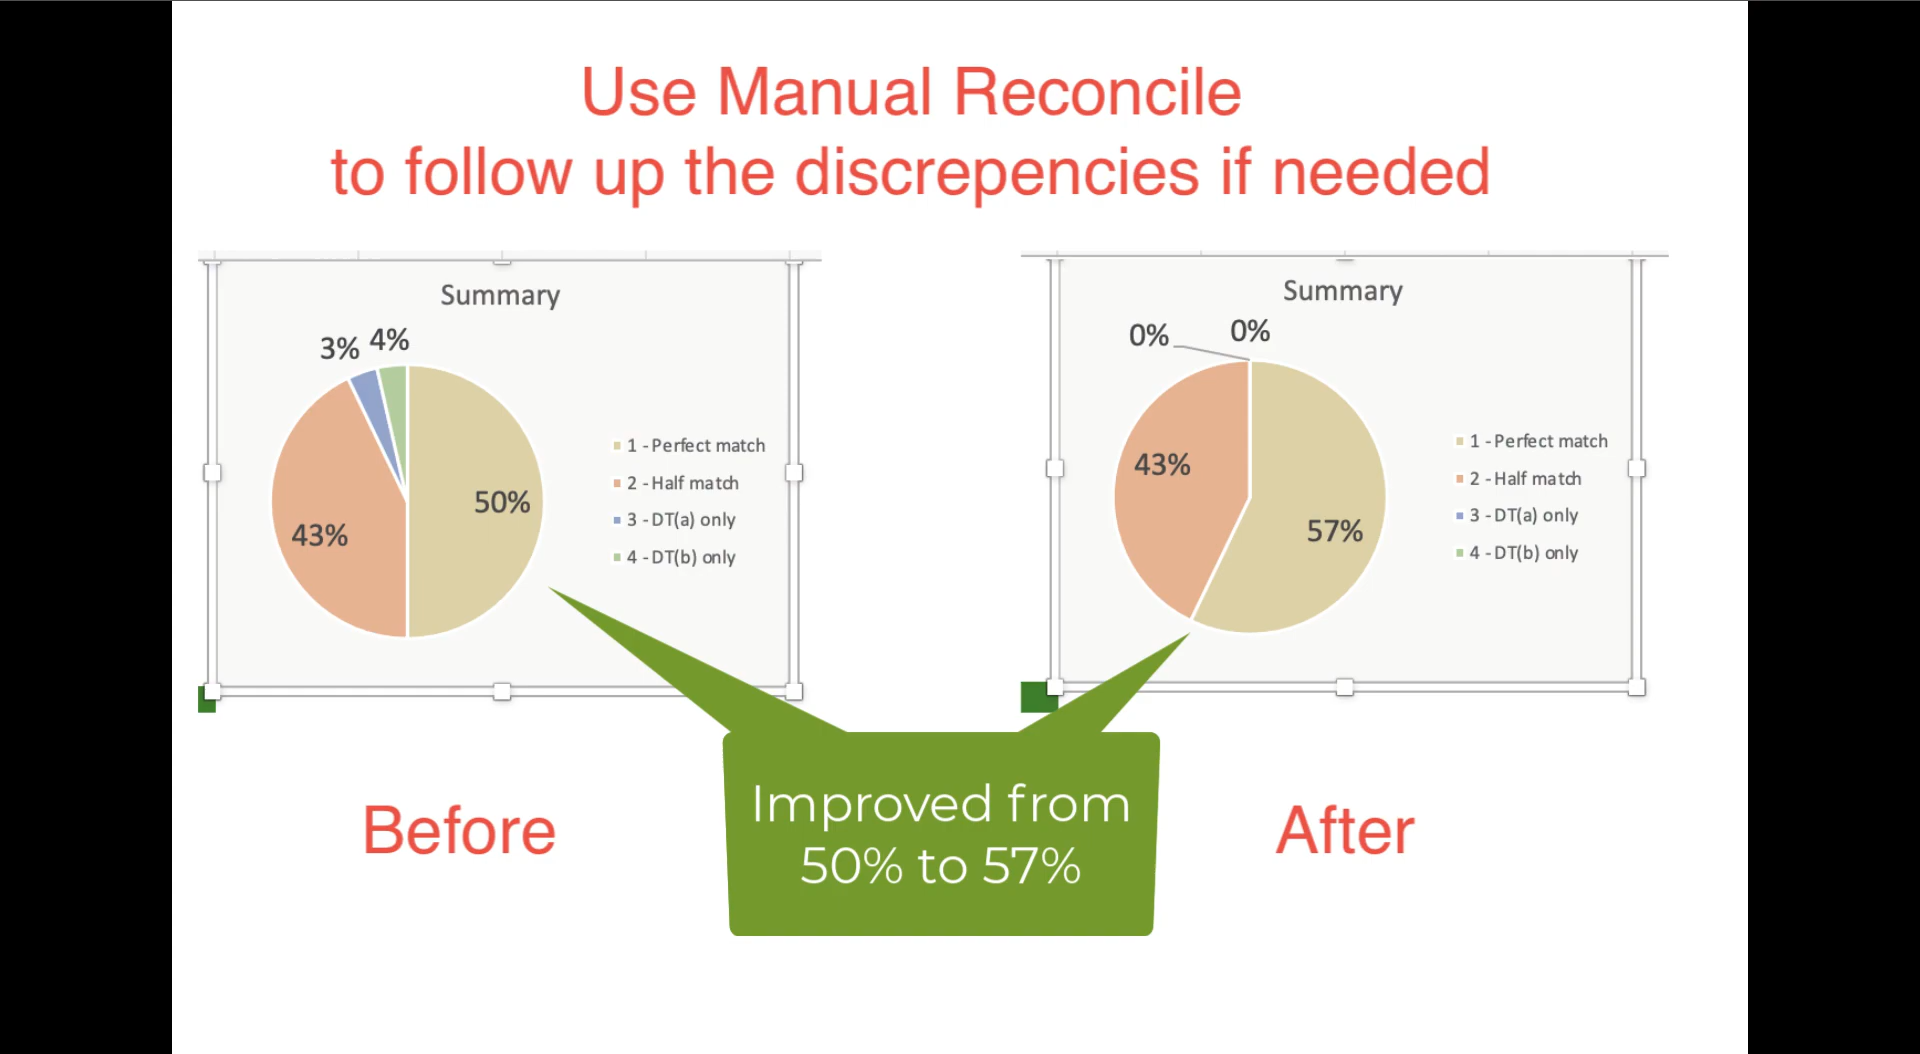 Use Manual Reconcile
to follow up the discrepencies if needed
Summary
3% 4%
50%
43%
1 - Perfect match
2 - Half match
3 - DT(a) only
4 - DT(b) only
Summary
0% 0%
43%
57%
1 - Perfect match
2 - Half match
3 - DT(a) only
4 - DT(b) only
Before
Improved from
50% to 57%
After